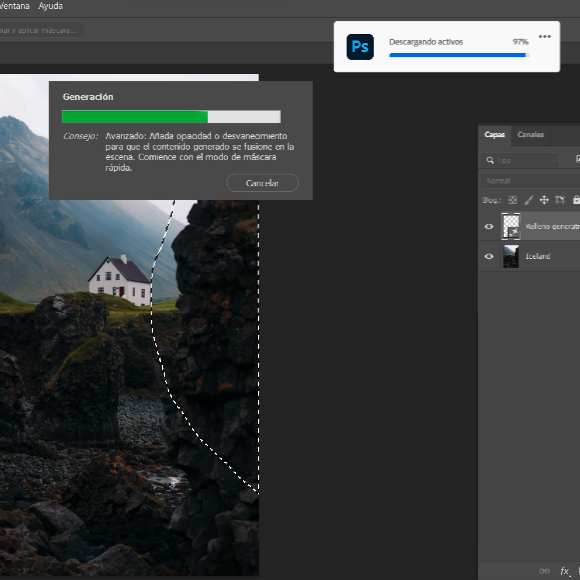 Ventana Ayuda
nar y aplicar máscara...
Ps
Descargando activos 97%
Generación
Consejo: Avanzado: Añada opacidad o desvanecimiento
para que el contenido generado se fusione en la
escena. Comience con el modo de máscara
rápida.
Cancelar
Capas Canales
Tipo
Normal
Bloq.:
Relleno generati
Iceland
fx